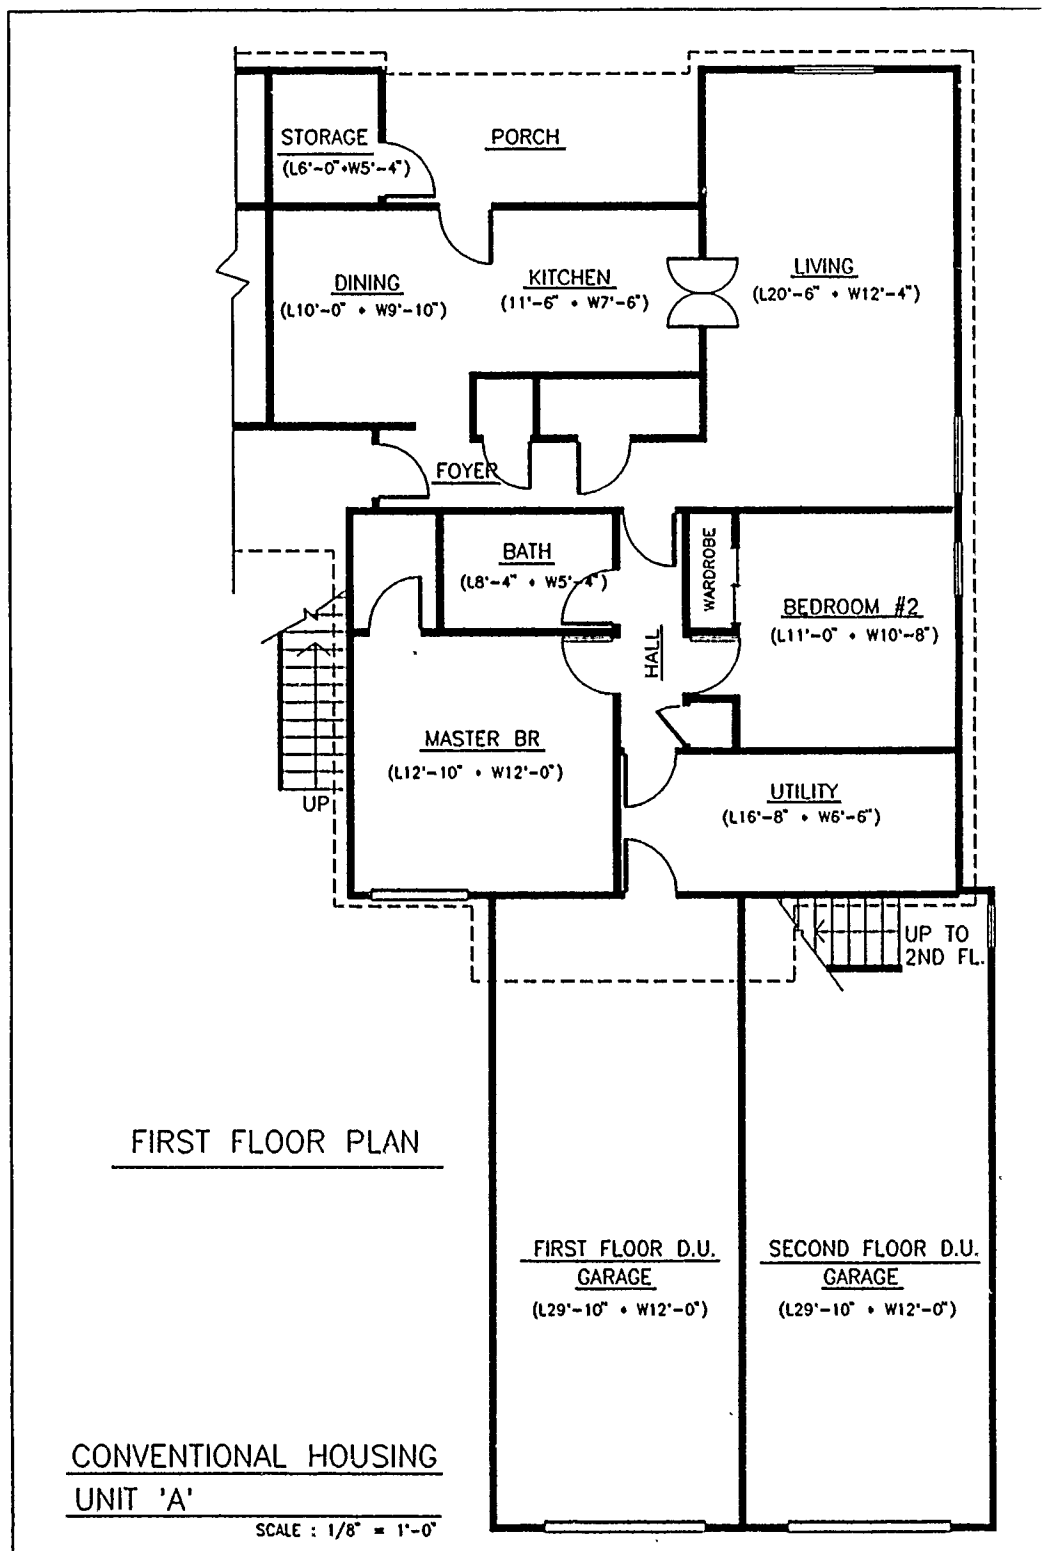 STORAGE
(L6'-0"*W5'-4")
PORCH
DINING
(L10'-0" * W9'-10")
KITCHEN
(11'-6" * W7'-6")
LIVING
(L20'-6" * W12'-4")
FOYER
BATH
(L8'-4" * W5'-4")
WARDROBE
BEDROOM #2
(L11'-0" * W10'-8")
HALL
MASTER BR
(L12'-10" * W12'-0")
UP
UTILITY
(L16'-8" * W6'-6")
UP TO
2ND FL.
FIRST FLOOR PLAN
FIRST FLOOR D.U.
GARAGE
(L29'-10" * W12'-0")
SECOND FLOOR D.U.
GARAGE
(L29'-10" * W12'-0")
CONVENTIONAL HOUSING
UNIT 'A'
SCALE : 1/8" = 1'-0"